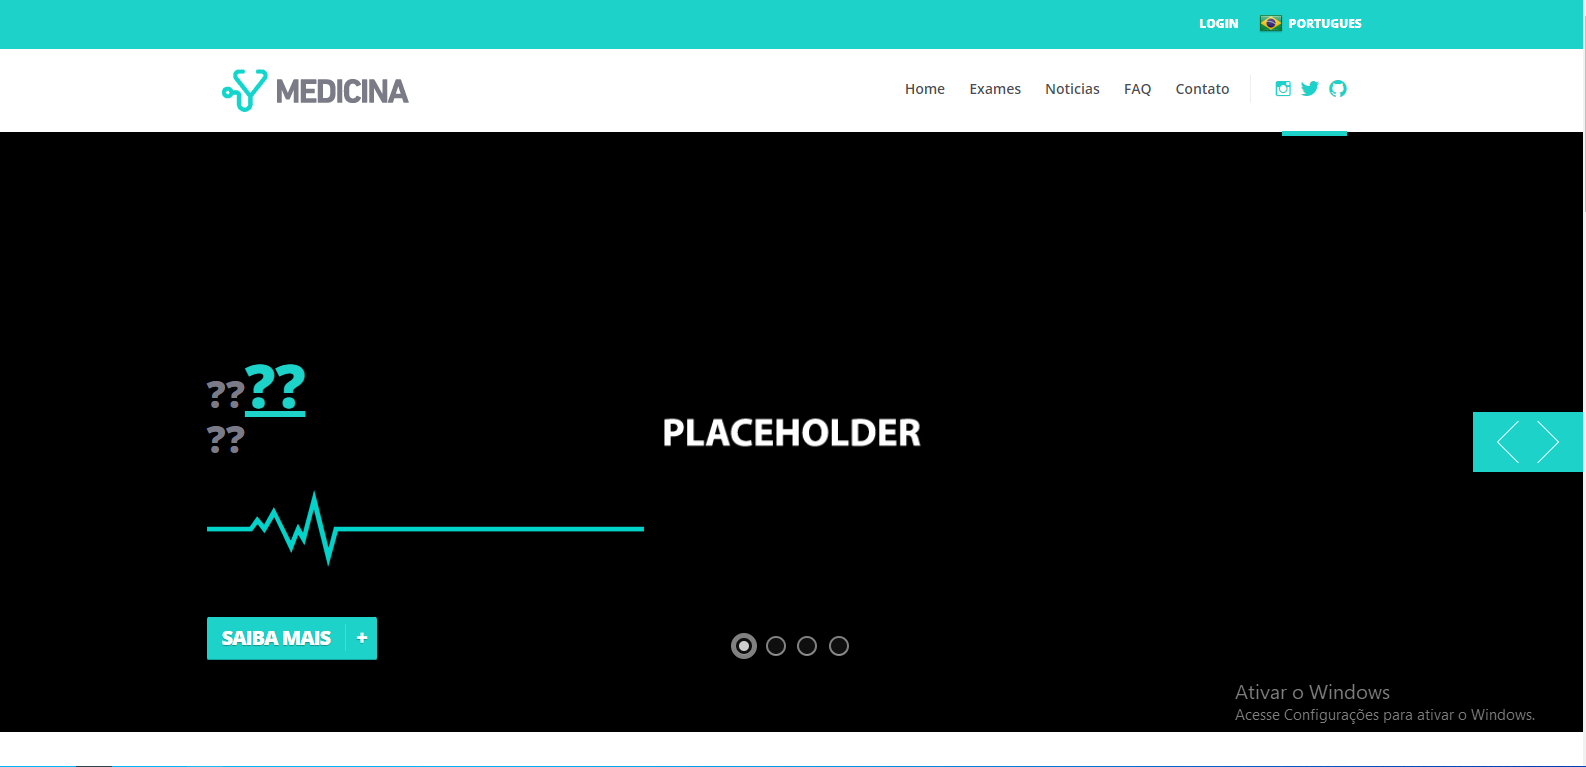 LOGIN PORTUGUES
MEDICINA
Home Exames Noticias FAQ Contato
????
??
PLACEHOLDER
SAIBA MAIS +
Ativar o Windows
Acesse Configurações para ativar o Windows.